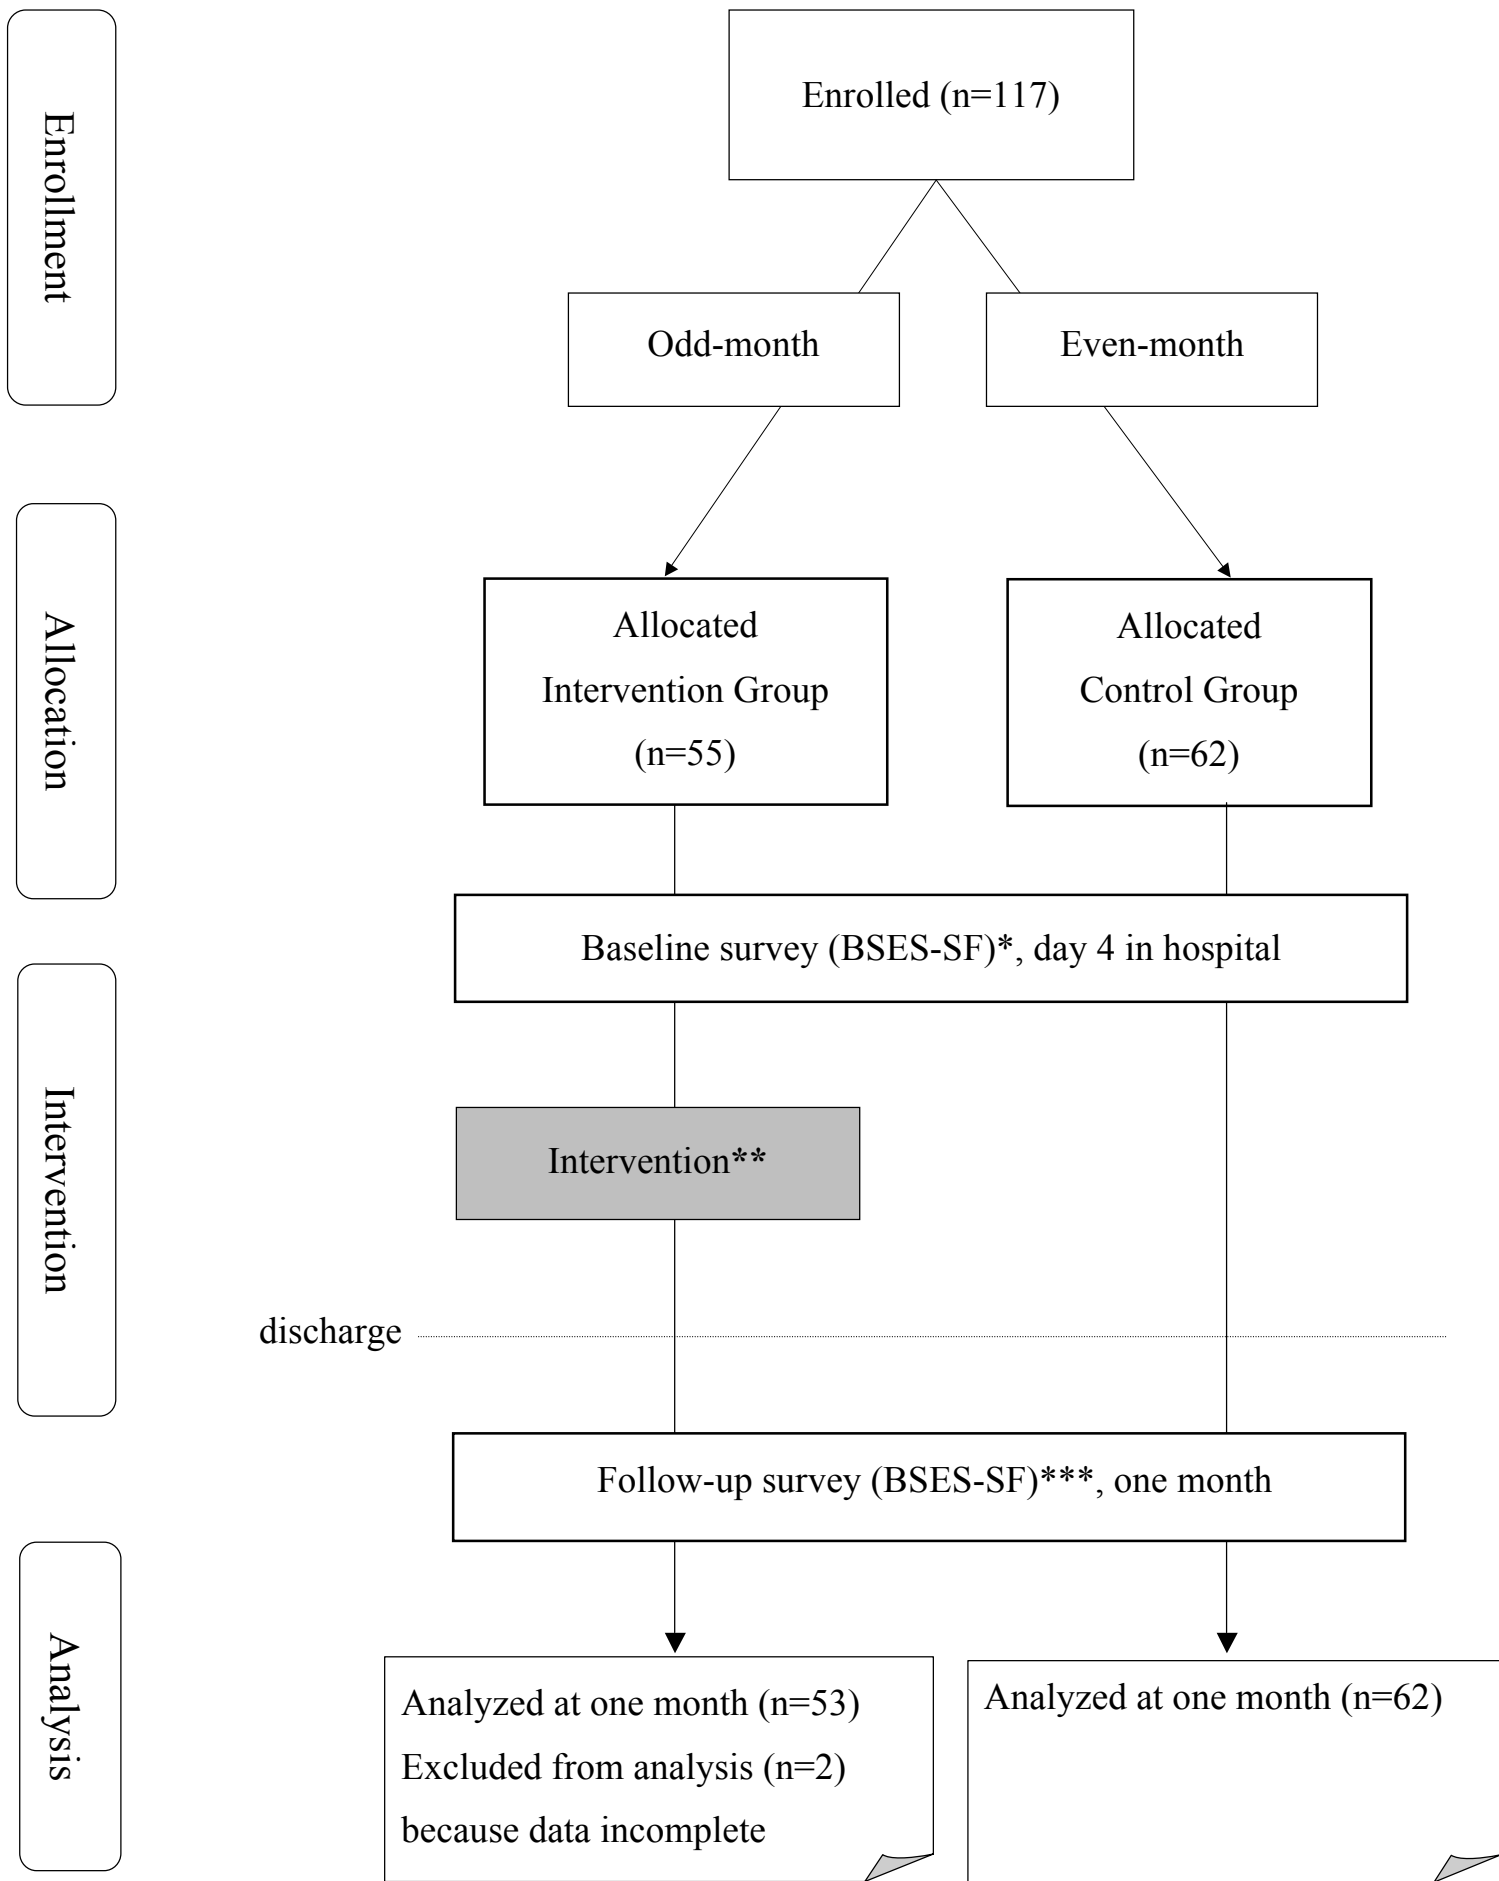 Enrollment
Enrolled (n=117)
Odd-month
Even-month
Allocation
Allocated
Intervention Group
(n=55)
Allocated
Control Group
(n=62)
Baseline survey (BSES-SF)*, day 4 in hospital
Intervention
Intervention**
discharge
Follow-up survey (BSES-SF)***, one month
Analysis
Analyzed at one month (n=53)
Excluded from analysis (n=2)
because data incomplete
Analyzed at one month (n=62)